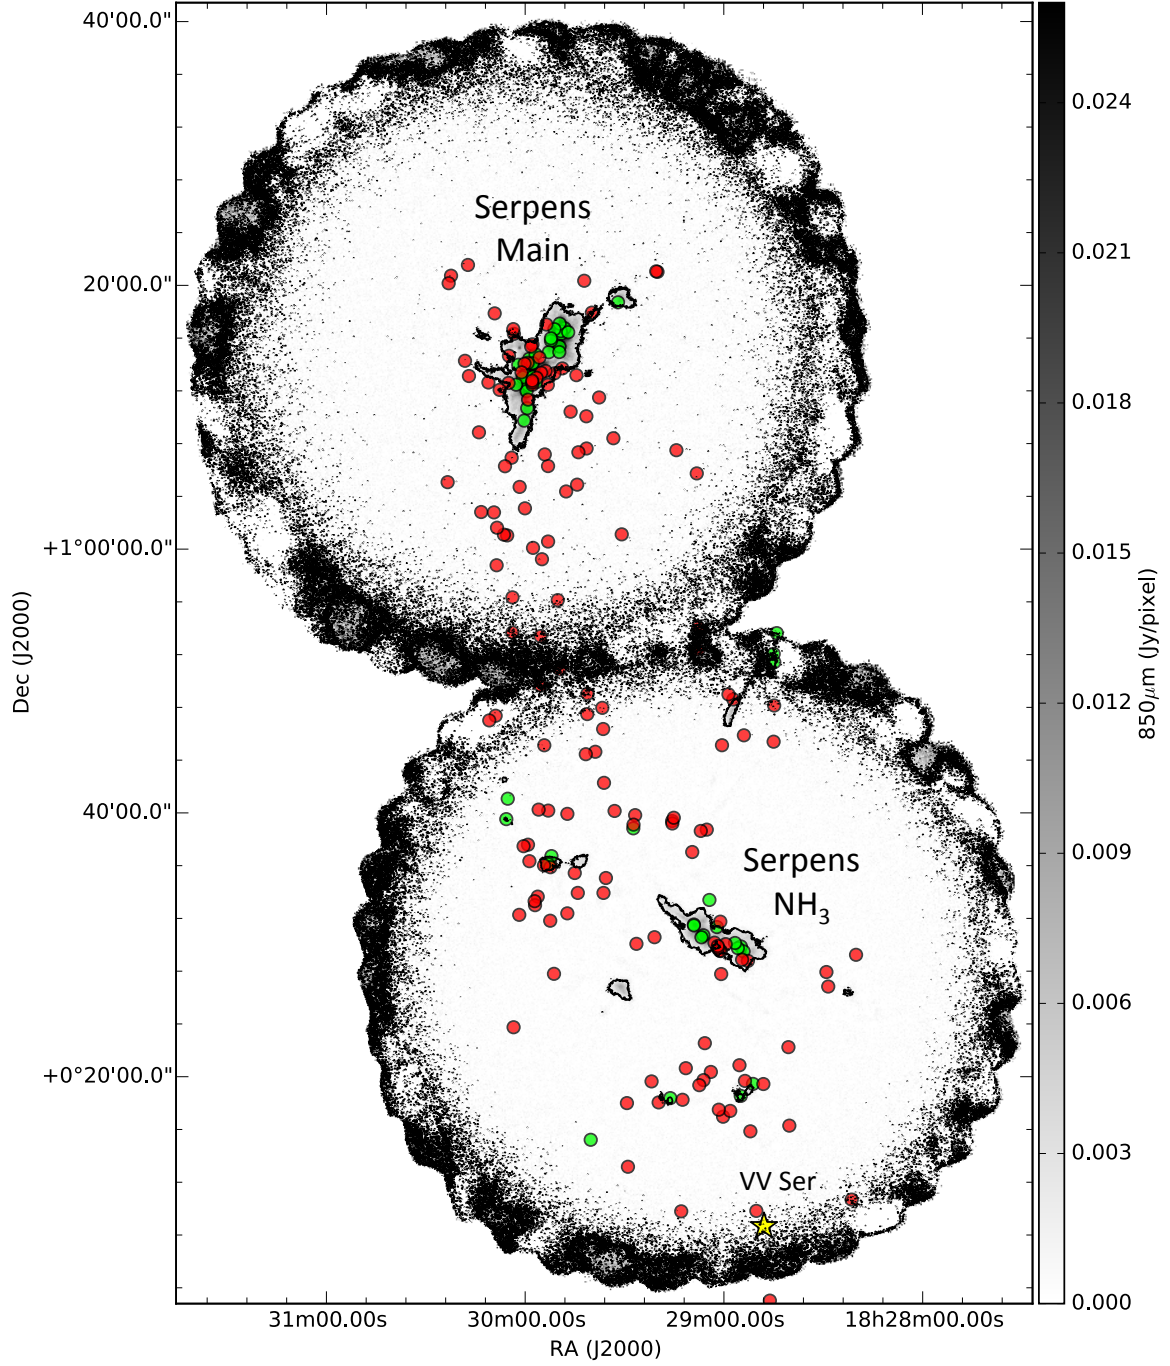 40'00.0"
20'00.0"
+1°00'00.0"
40'00.0"
+0°20'00.0"
Dec (J2000)
31m00.00s
30m00.00s
29m00.00s
18h28m00.00s
RA (J2000)
Serpens
Main
Serpens
NH₃
VV Ser
0.024
0.021
0.018
0.015
0.012
0.009
0.006
0.003
0.000
850μm (Jy/pixel)